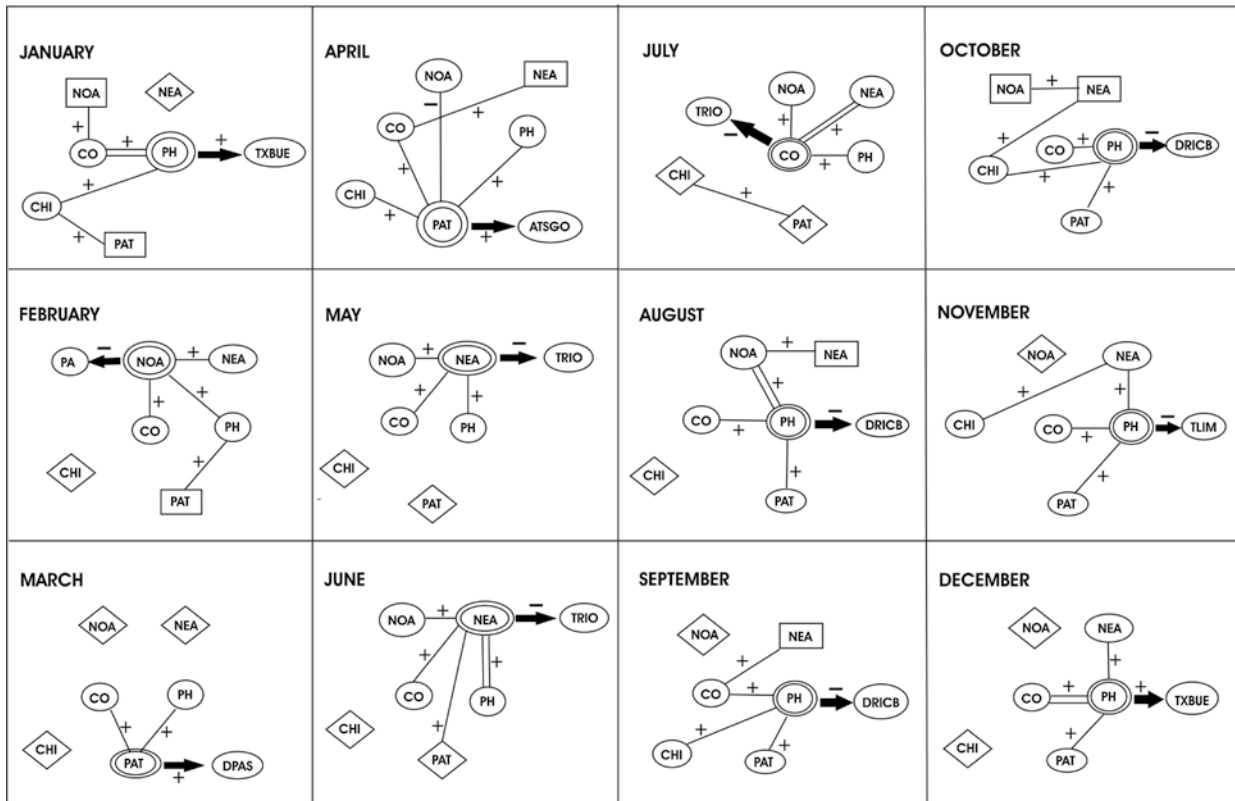 JANUARY
NOA
NEA
+
+
+
CO
PH
TXBUE
+
CHI
+
PAT
APRIL
NOA
NEA
−
+
CO
PH
+
+
CHI
+
PAT
+
ATSGO
JULY
NOA
NEA
TRIO
+
+
−
CO
+
PH
CHI
+
PAT
OCTOBER
NOA
+
NEA
+
CO
+
PH
−
DRICB
CHI
+
+
PAT
FEBRUARY
PA
−
NOA
+
NEA
+
+
CO
PH
+
CHI
PAT
MAY
NOA
+
NEA
−
TRIO
+
+
CO
PH
CHI
PAT
AUGUST
NOA
+
NEA
+
CO
+
PH
−
DRICB
+
CHI
PAT
NOVEMBER
NOA
NEA
+
+
CHI
CO
+
PH
−
TLIM
+
PAT
MARCH
NOA
NEA
CO
PH
+
+
CHI
PAT
+
DPAS
JUNE
NOA
+
NEA
−
TRIO
+
+
CO
PH
+
CHI
PAT
SEPTEMBER
NOA
NEA
+
CO
+
PH
−
DRICB
+
+
CHI
PAT
DECEMBER
NOA
NEA
+
CO
+
PH
+
TXBUE
+
CHI
PAT